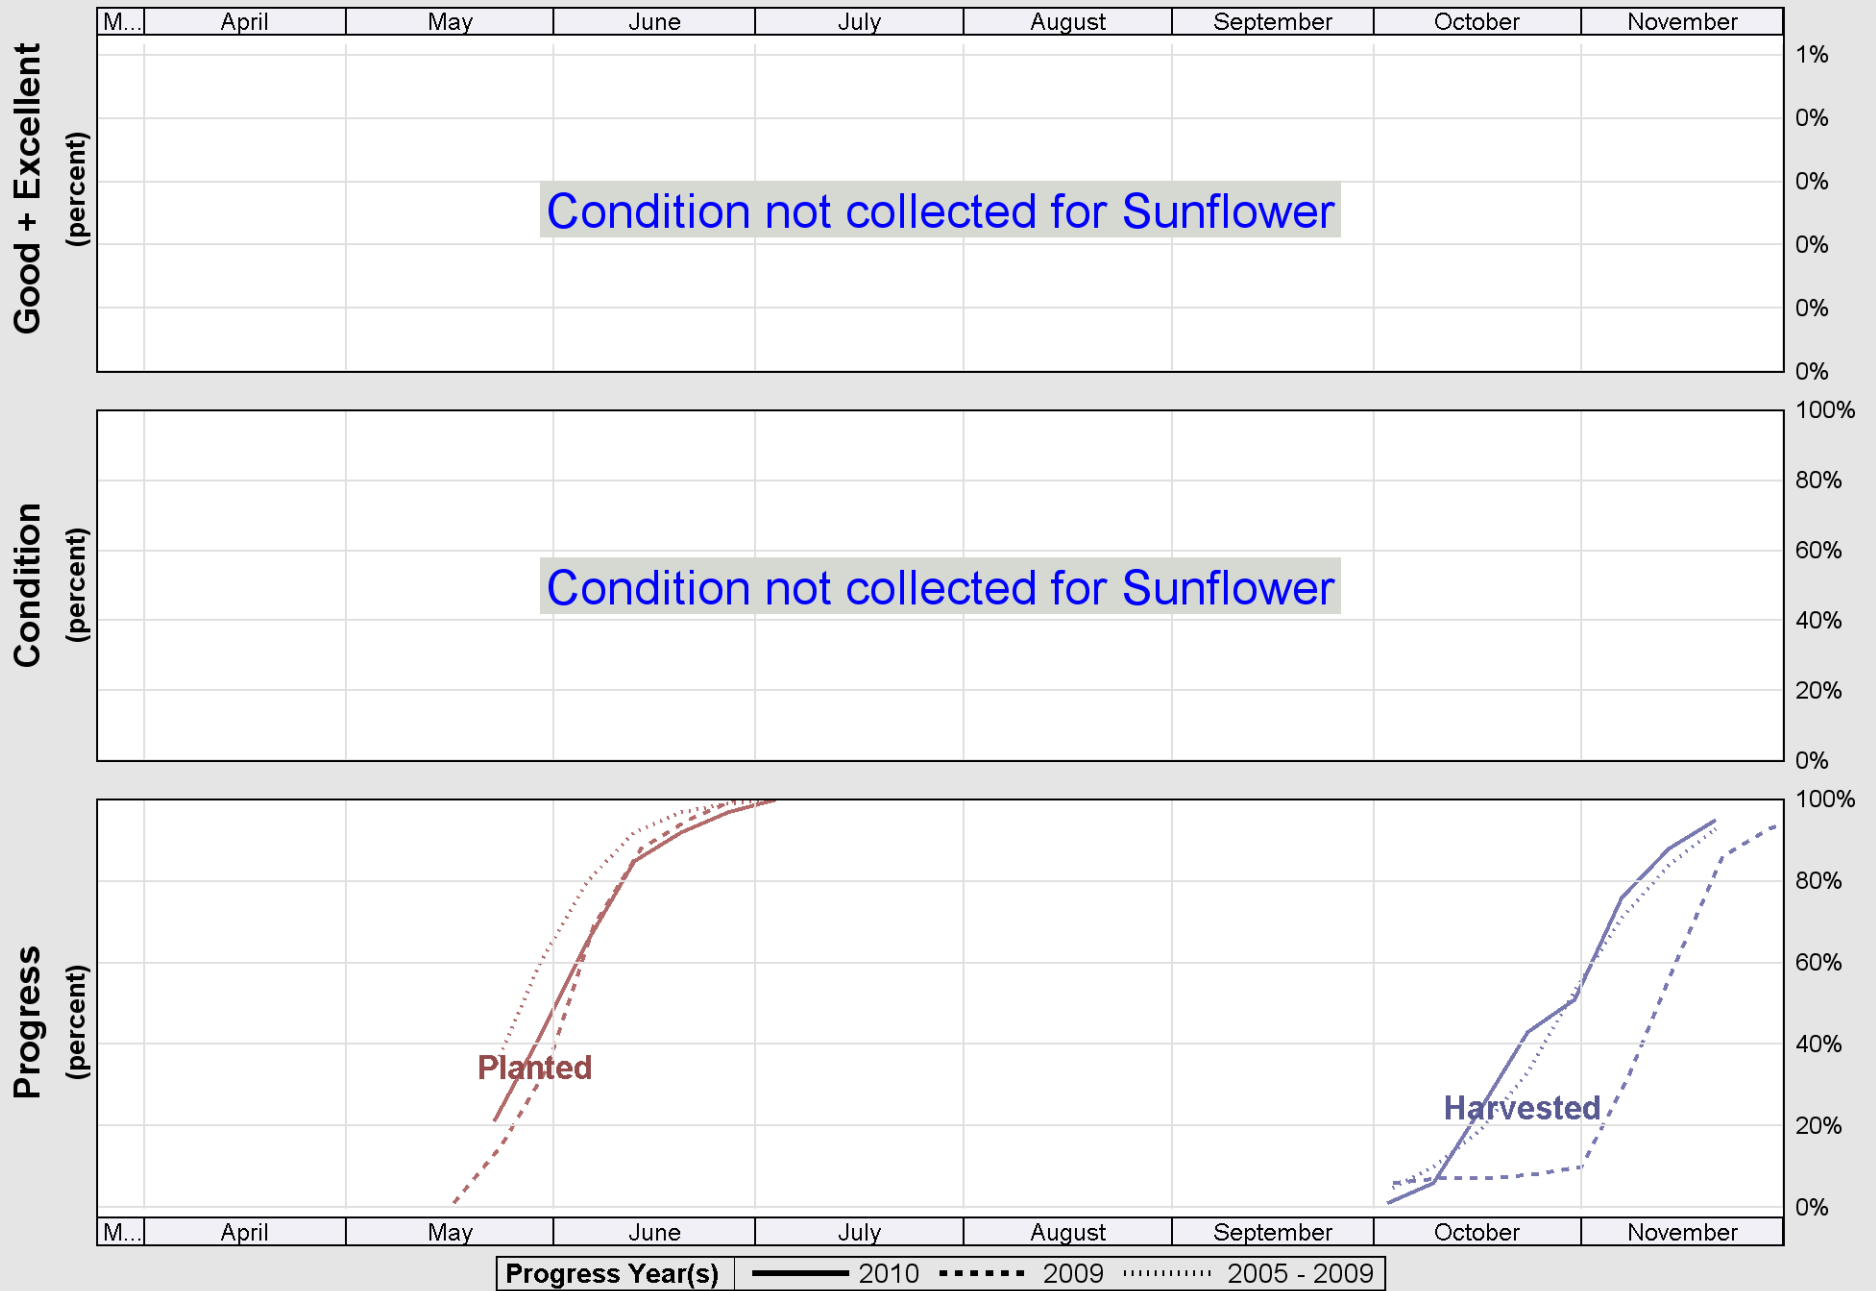 M... April May June July August September October November
Good + Excellent
(percent)
1%
0%
0%
0%
0%
0%
Condition not collected for Sunflower
Condition
(percent)
100%
80%
60%
40%
20%
0%
Condition not collected for Sunflower
Progress
(percent)
100%
80%
60%
40%
20%
0%
Planted
Harvested
M... April May June July August September October November
Progress Year(s) 2010 2009 2005 - 2009